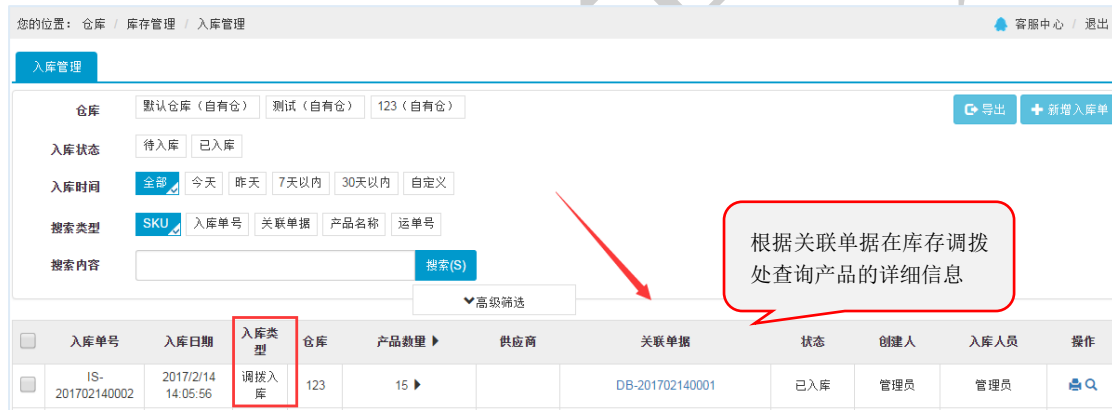 您的位置： 仓库 / 库存管理 / 入库管理
客服中心 / 退出
入库管理
仓库 默认仓库（自有仓） 测试（自有仓） 123（自有仓）
导出 新增入库单
入库状态 待入库 已入库
入库时间 全部 今天 昨天 7天以内 30天以内 自定义
搜索类型 SKU 入库单号 关联单据 产品名称 运单号
搜索内容 搜索(S)
高级筛选
根据关联单据在库存调拨
处查询产品的详细信息
入库单号 入库日期 入库类型 仓库 产品数量 供应商 关联单据 状态 创建人 入库人员 操作
IS-201702140002 2017/2/14 14:05:56 调拨入库 123 15 DB-201702140001 已入库 管理员 管理员